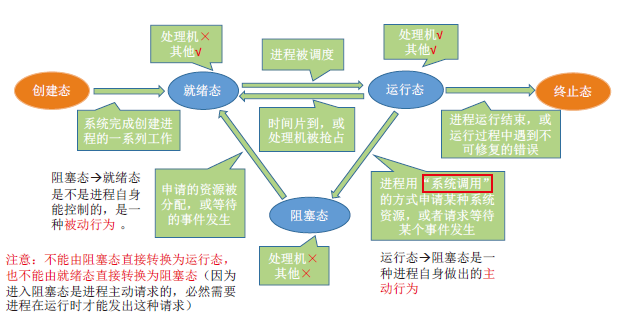 处理机×
其他√
处理机√
其他√
进程被调度
创建态
就绪态
运行态
终止态
系统完成创建进
程的一系列工作
时间片到，或
处理机被抢占
进程运行结束，或
运行过程中遇到不
可修复的错误
阻塞态→就绪态
是不是进程自身
能控制的，是一
种被动行为 。
申请的资源被
分配，或等待
的事件发生
进程用“系统调用”
的方式申请某种系统
资源，或者请求等待
某个事件发生
阻塞态
处理机×
其他×
运行态→阻塞态是一
种进程自身做出的主
动行为
注意：不能由阻塞态直接转换为运行态，
也不能由就绪态直接转换为阻塞态（因为
进入阻塞态是进程主动请求的，必然需要
进程在运行时才能发出这种请求）